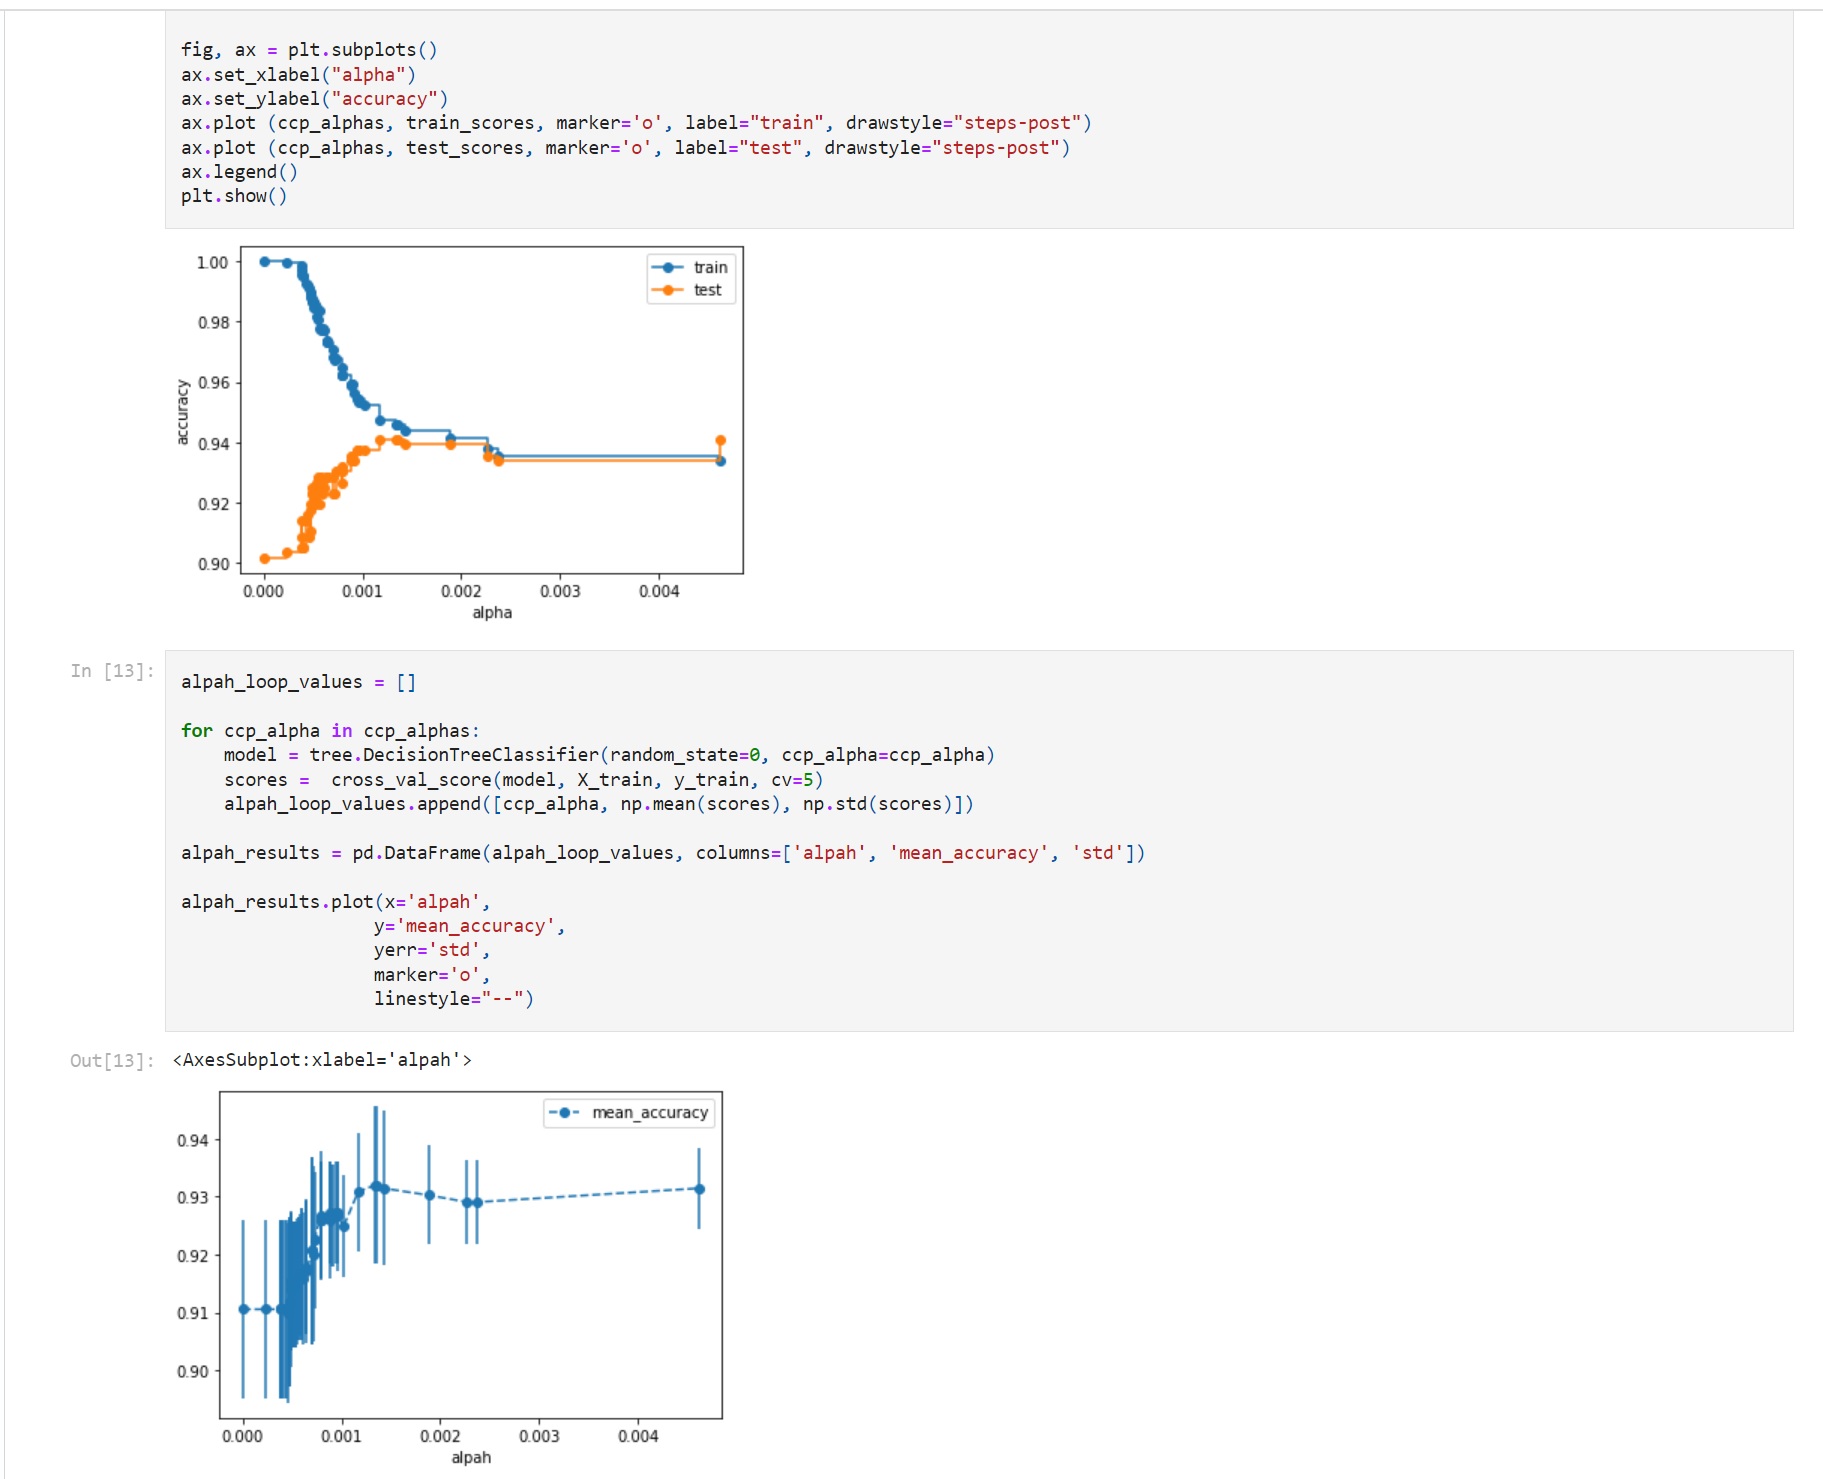 fig, ax = plt.subplots()
ax.set_xlabel("alpha")
ax.set_ylabel("accuracy")
ax.plot (ccp_alphas, train_scores, marker='o', label="train", drawstyle="steps-post")
ax.plot (ccp_alphas, test_scores, marker='o', label="test", drawstyle="steps-post")
ax.legend()
plt.show()
1.00
0.98
0.96
0.94
0.92
0.90
accuracy
train
test
0.000 0.001 0.002 0.003 0.004
alpha
In [13]:
alpah_loop_values = []
for ccp_alpha in ccp_alphas:
    model = tree.DecisionTreeClassifier(random_state=0, ccp_alpha=ccp_alpha)
    scores =  cross_val_score(model, X_train, y_train, cv=5)
    alpah_loop_values.append([ccp_alpha, np.mean(scores), np.std(scores)])
alpah_results = pd.DataFrame(alpah_loop_values, columns=['alpah', 'mean_accuracy', 'std'])
alpah_results.plot(x='alpah',
                  y='mean_accuracy',
                  yerr='std',
                  marker='o',
                  linestyle="--")
Out[13]: <AxesSubplot:xlabel='alpah'>
mean_accuracy
0.94
0.93
0.92
0.91
0.90
0.000 0.001 0.002 0.003 0.004
alpah